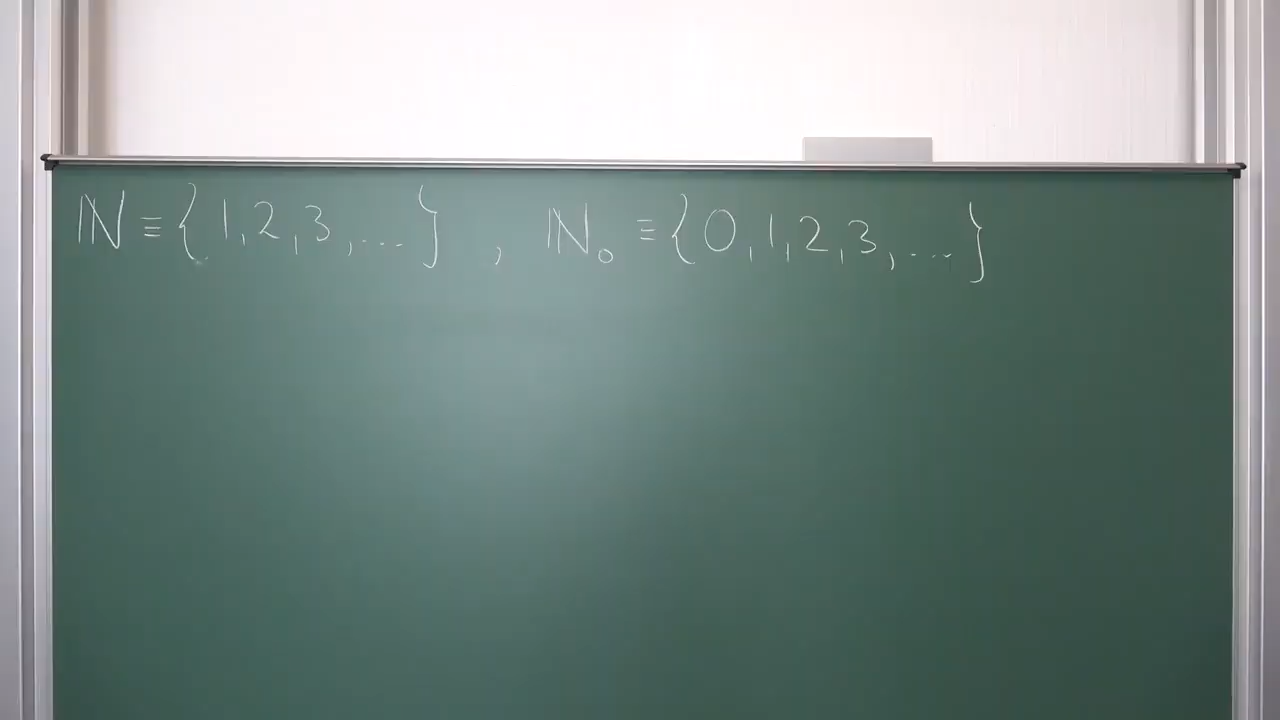 ℕ ≡ {1,2,3,...} , ℕ₀ ≡ {0,1,2,3,...}